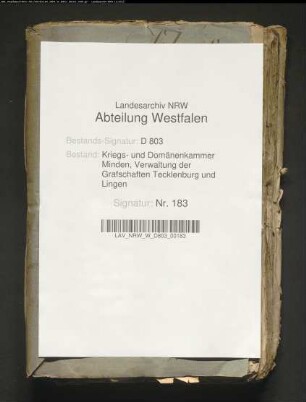 Landesarchiv NRW
Abteilung Westfalen
Bestands-Signatur: D 803
Bestand: Kriegs- und Domänenkammer
Minden, Verwaltung der
Grafschaften Tecklenburg und
Lingen
Signatur: Nr. 183
LAV_NRW_W_D803_00183